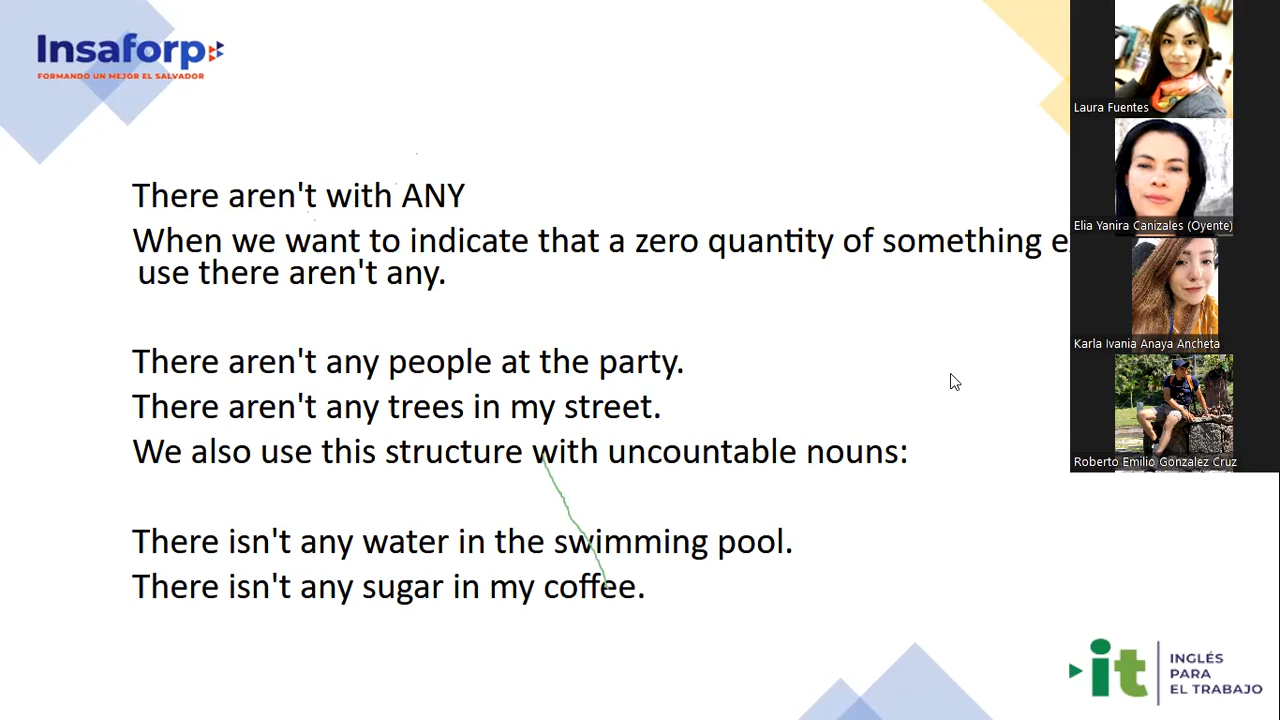 Insaforp
FORMANDO UN MEJOR EL SALVADOR
There aren't with ANY
When we want to indicate that a zero quantity of something
use there aren't any.
There aren't any people at the party.
There aren't any trees in my street.
We also use this structure with uncountable nouns:
There isn't any water in the swimming pool.
There isn't any sugar in my coffee.
Laura Fuentes
Elia Yanira Canizales (Oyente)
Karla Ivania Anaya Ancheta
Roberto Emilio Gonzalez Cruz
it
INGLÉS
PARA
EL TRABAJO